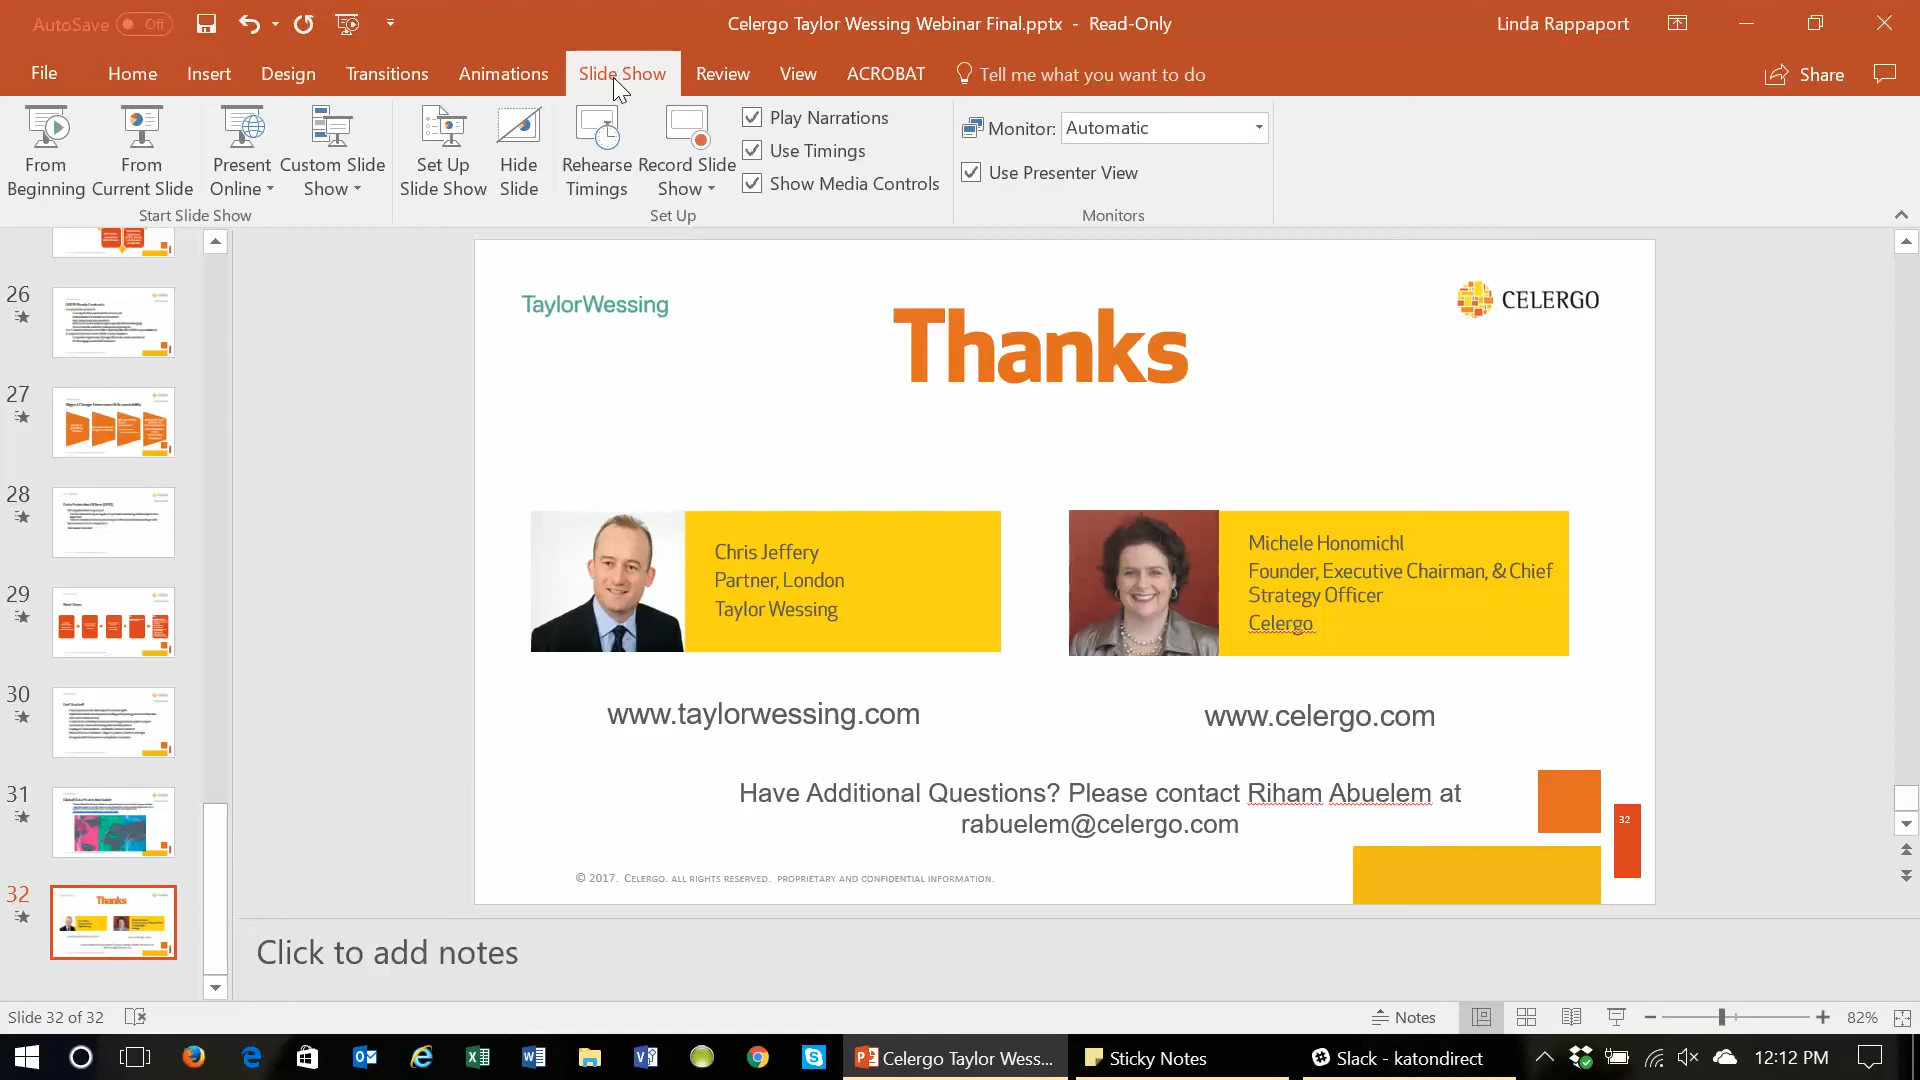 AutoSave Off
Celergo Taylor Wessing Webinar Final.pptx - Read-Only
Linda Rappaport
File Home Insert Design Transitions Animations Slide Show Review View ACROBAT Tell me what you want to do Share
From Beginning
From Current Slide
Present Online
Custom Slide Show
Set Up Slide Show
Hide Slide
Rehearse Timings
Record Slide Show
Play Narrations
Use Timings
Show Media Controls
Monitor: Automatic
Use Presenter View
Start Slide Show
Set Up
Monitors
26
27
28
29
30
31
32
Thanks
TaylorWessing
CELERGO
Thanks
Chris Jeffery
Partner, London
Taylor Wessing
Michele Honomichl
Founder, Executive Chairman, & Chief
Strategy Officer
Celergo
www.taylorwessing.com
www.celergo.com
Have Additional Questions? Please contact Riham Abuelem at
rabuelem@celergo.com
32
© 2017. CELERGO. ALL RIGHTS RESERVED. PROPRIETARY AND CONFIDENTIAL INFORMATION.
Click to add notes
Slide 32 of 32
Notes
82%
Celergo Taylor Wess...
Sticky Notes
Slack - katondirect
12:12 PM